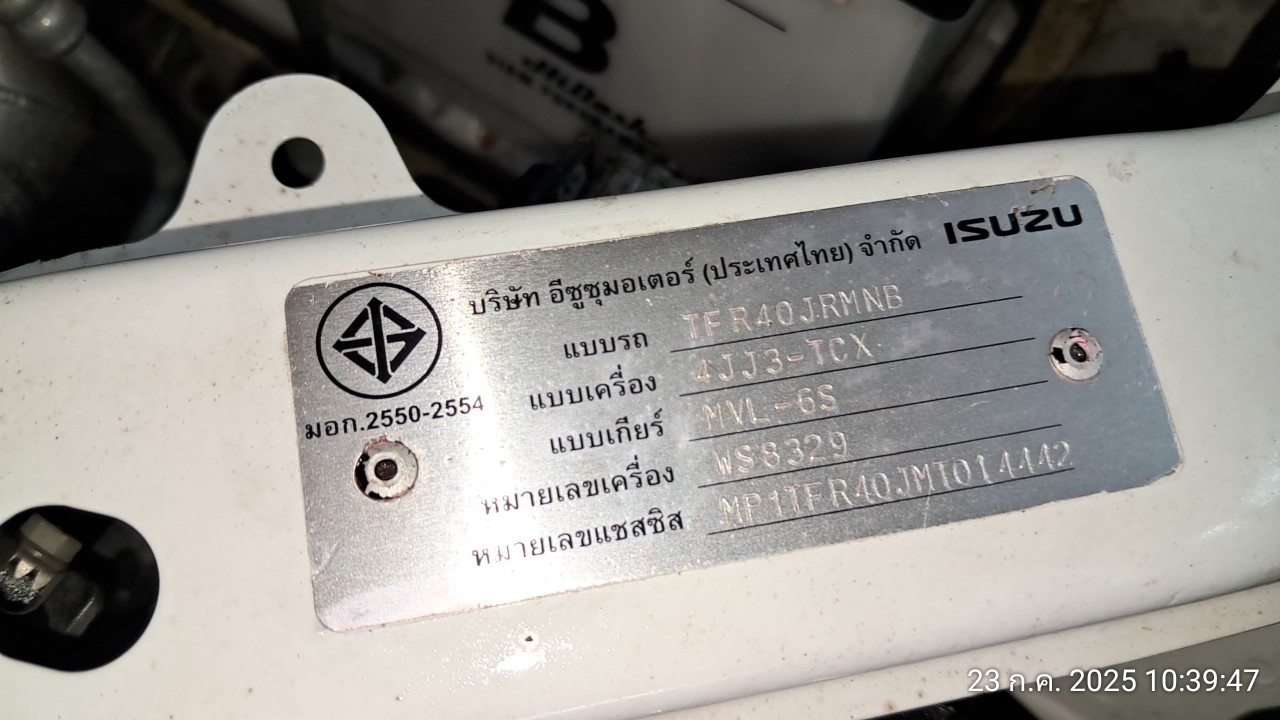 B
บริษัท อีซูซุมอเตอร์ (ประเทศไทย) จำกัด ISUZU
แบบรถ TFR40JRMNB
แบบเครื่อง 4JJ3-TCX
มอก.2550-2554
แบบเกียร์ MVL-6S
หมายเลขเครื่อง WS8329
หมายเลขแชสซิส MP1TFR40JMT014442
23 ก.ค. 2025 10:39:47